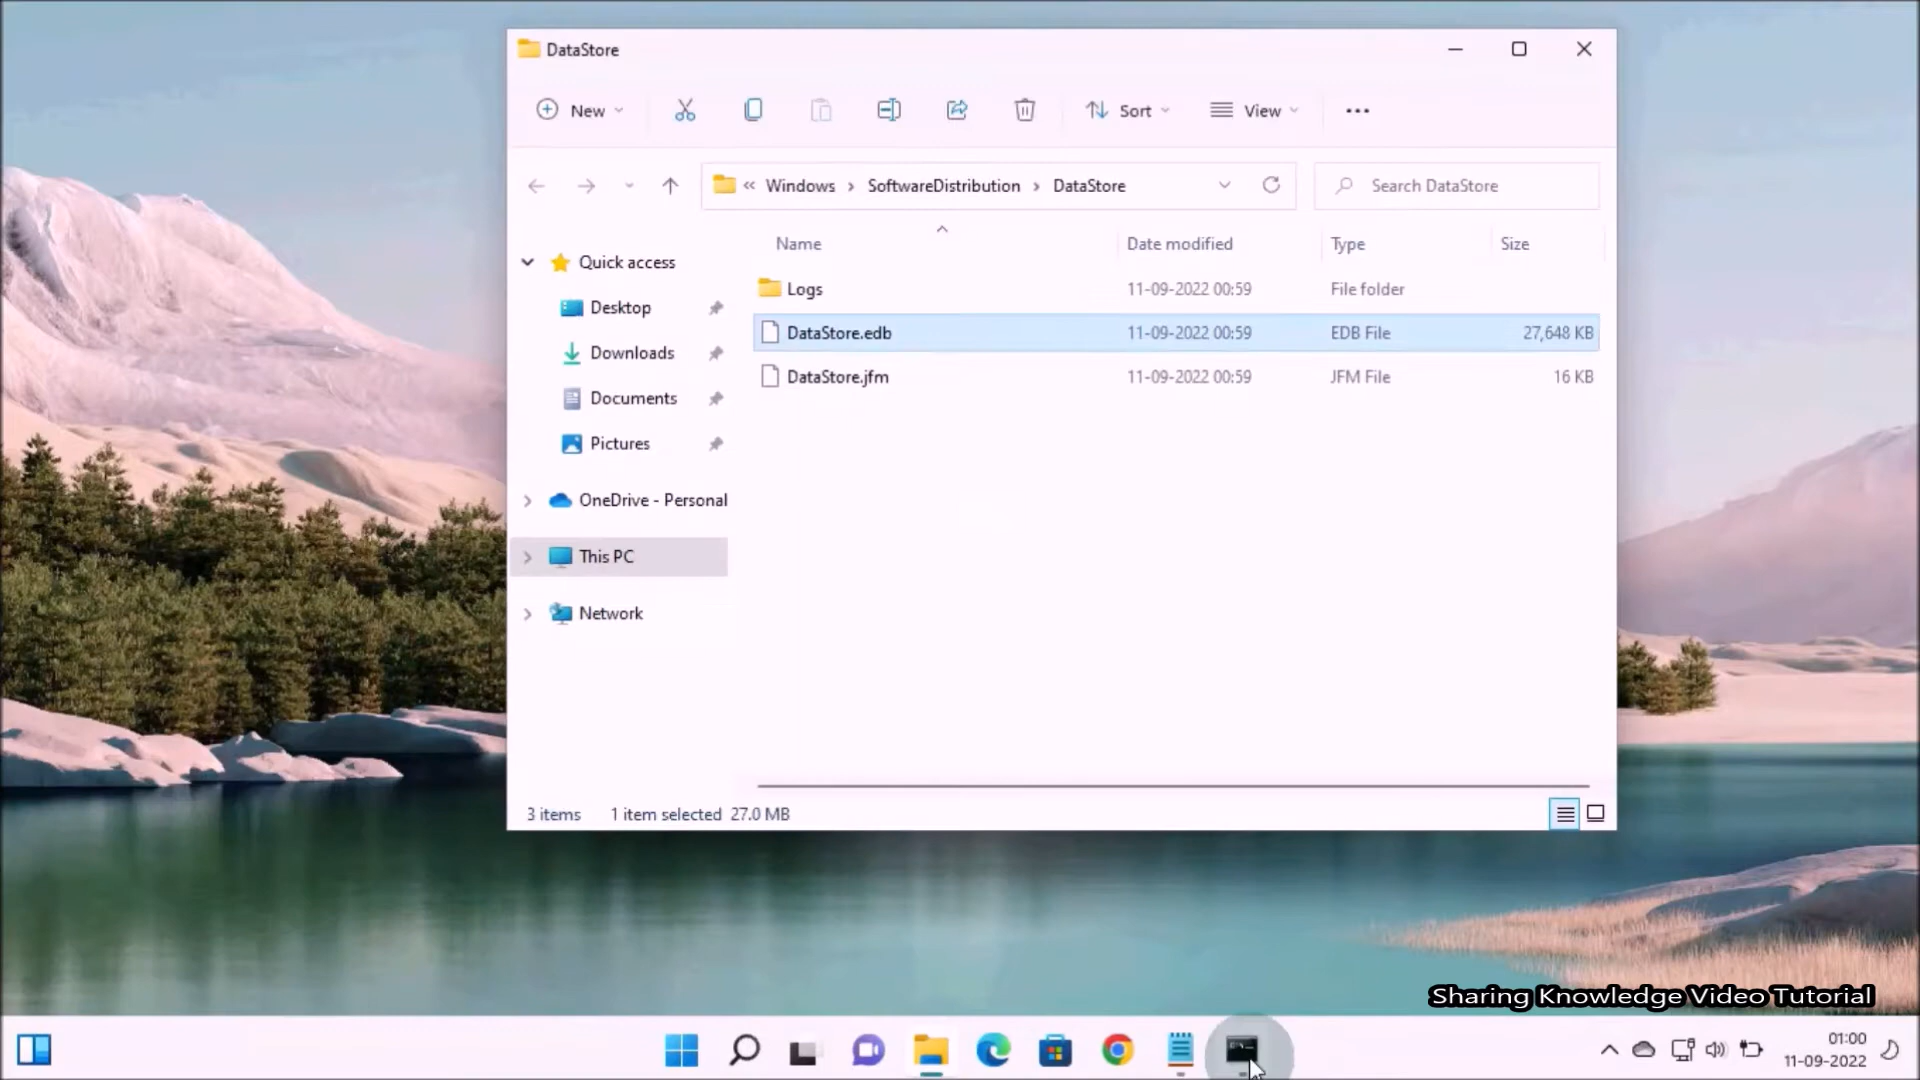 DataStore
New
Sort
View
« Windows › SoftwareDistribution › DataStore
Search DataStore
Name Date modified Type Size
Quick access
Desktop
Downloads
Documents
Pictures
OneDrive - Personal
This PC
Network
Logs 11-09-2022 00:59 File folder
DataStore.edb 11-09-2022 00:59 EDB File 27,648 KB
DataStore.jfm 11-09-2022 00:59 JFM File 16 KB
3 items 1 item selected 27.0 MB
Sharing Knowledge Video Tutorial
01:00
11-09-2022